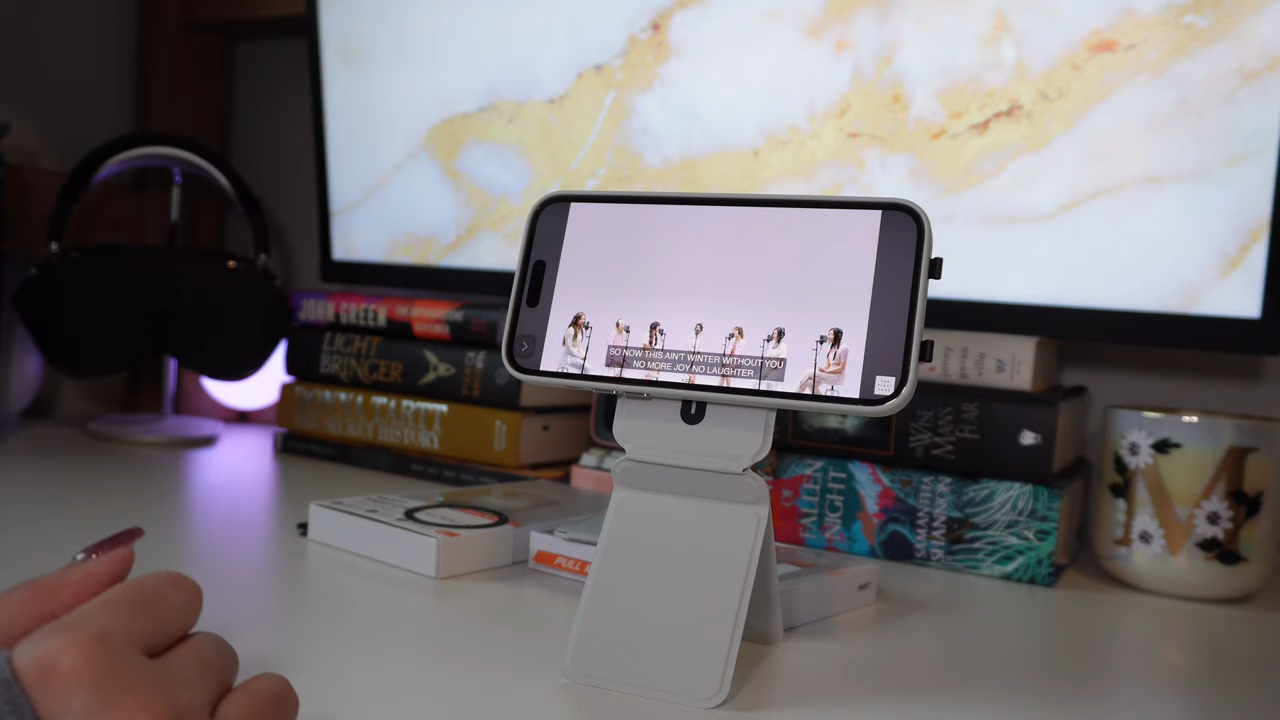 SO NOW THIS AIN'T WINTER WITHOUT YOU
NO MORE JOY NO LAUGHTER
JOHN GREEN
LIGHT
BRINGER
DONNA TARTT
THE SECRET HISTORY
PULL
THE WISE
MAN'S
FEAR
OF
FALLEN
NIGHT
SAMANTHA
SHANNON
M